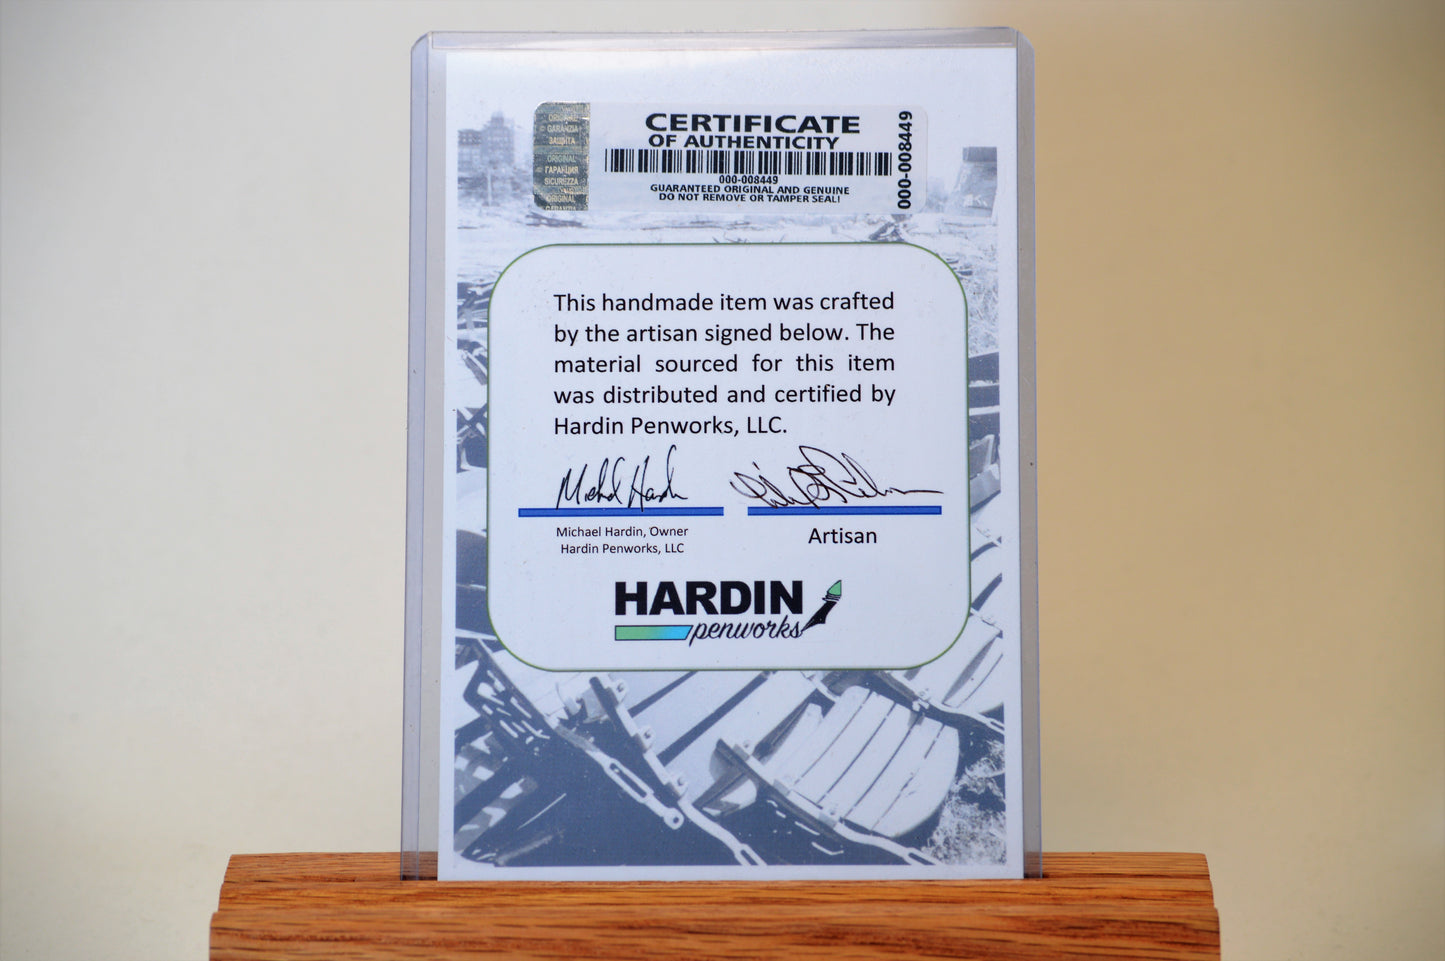 ORIGINAL
GARANZIA
ЗАЩИТА
ORIGINAL
ГАРАНЦИЯ
SICUREZZA
ORIGINAL
GARANZIA
CERTIFICATE
OF AUTHENTICITY
000-008449
GUARANTEED ORIGINAL AND GENUINE
DO NOT REMOVE OR TAMPER SEAL!
000-008449
This handmade item was crafted
by the artisan signed below. The
material sourced for this item
was distributed and certified by
Hardin Penworks, LLC.
Michael Hardin
Michael Hardin, Owner
Hardin Penworks, LLC
Artisan
HARDIN
penworks